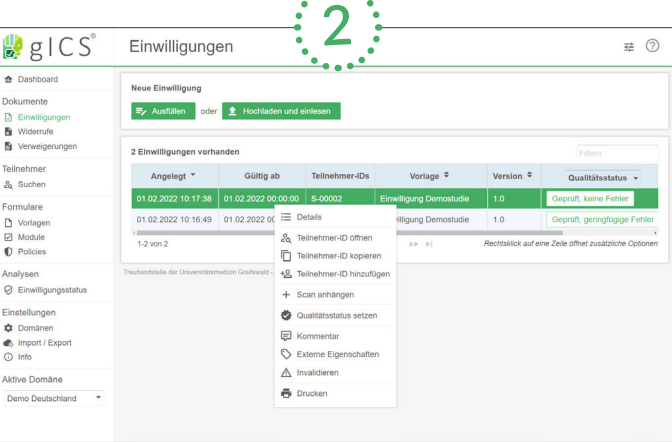 2
gICS®
Einwilligungen
Dashboard
Dokumente
Einwilligungen
Widerrufe
Verweigerungen
Teilnehmer
Suchen
Formulare
Vorlagen
Module
Policies
Analysen
Einwilligungsstatus
Einstellungen
Domänen
Import / Export
Info
Aktive Domäne
Demo Deutschland
Neue Einwilligung
Ausfüllen oder Hochladen und einlesen
2 Einwilligungen vorhanden Filtern
Angelegt Gültig ab Teilnehmer-IDs Vorlage Version Qualitätsstatus
01.02.2022 10:17:38 01.02.2022 00:00:00 S-00002 Einwilligung Demostudie 1.0 Geprüft, keine Fehler
01.02.2022 10:16:49 01.02.2022 00 illigung Demostudie 1.0 Geprüft, geringfügige Fehler
1-2 von 2 Rechtsklick auf eine Zeile öffnet zusätzliche Optionen
Treuhandstelle der Universitätsmedizin Greifswald -
Details
Teilnehmer-ID öffnen
Teilnehmer-ID kopieren
Teilnehmer-ID hinzufügen
Scan anhängen
Qualitätsstatus setzen
Kommentar
Externe Eigenschaften
Invalidieren
Drucken